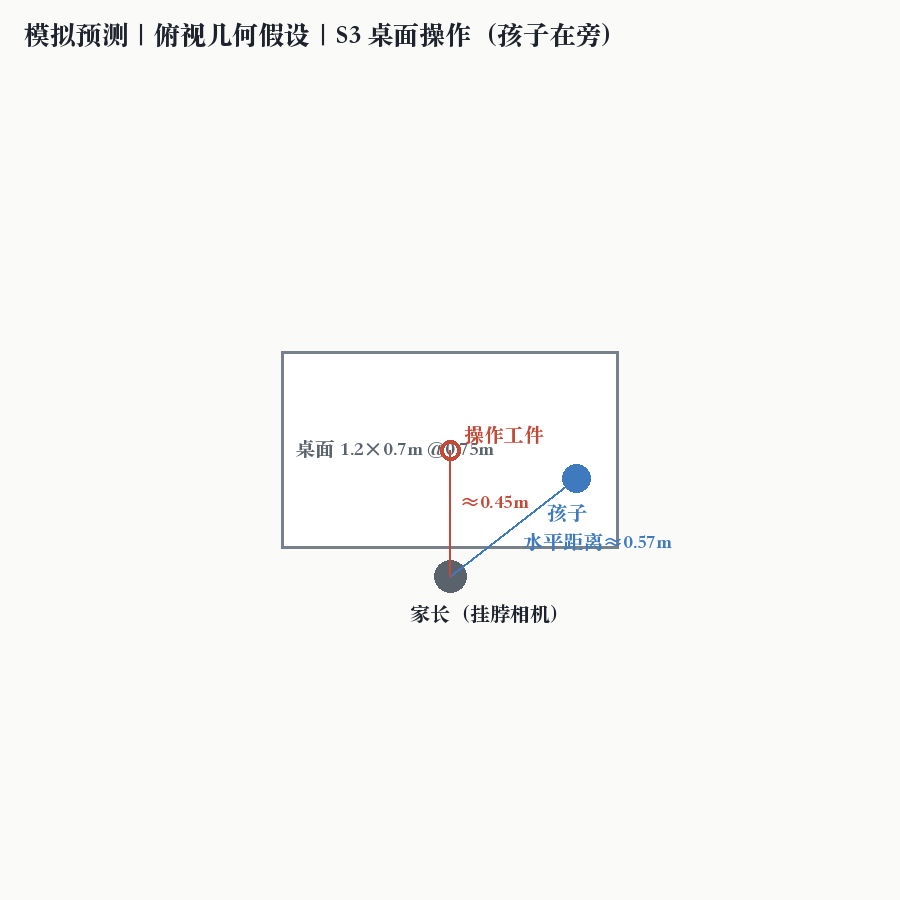 模拟预测｜俯视几何假设｜S3 桌面操作（孩子在旁）
操作工件
桌面 1.2×0.7m @0.75m
≈0.45m
孩子
水平距离≈0.57m
家长（挂脖相机）